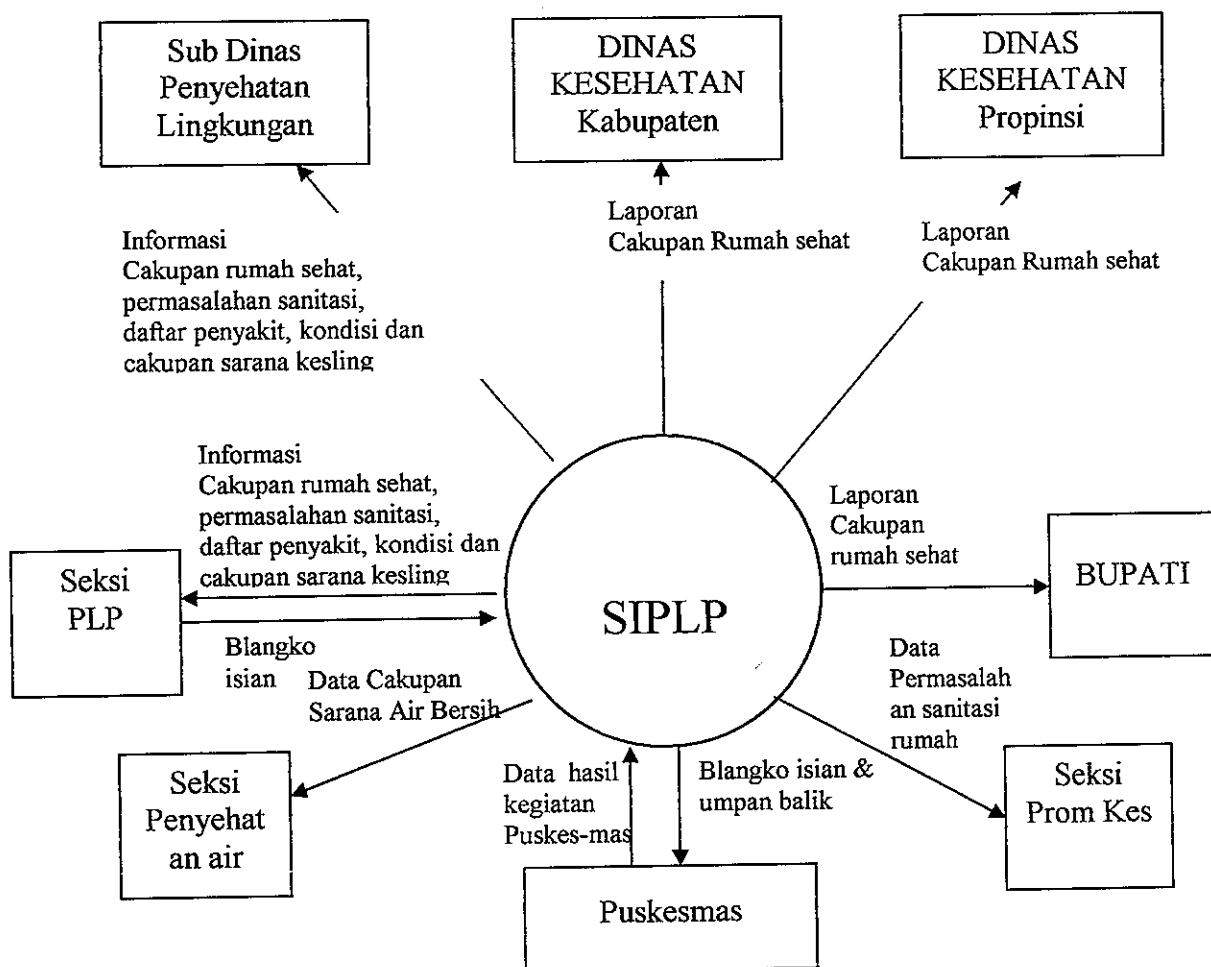 Sub Dinas
Penyehatan
Lingkungan
DINAS
KESEHATAN
Kabupaten
DINAS
KESEHATAN
Propinsi
Informasi
Cakupan rumah sehat,
permasalahan sanitasi,
daftar penyakit, kondisi dan
cakupan sarana kesling
Laporan
Cakupan Rumah sehat
Laporan
Cakupan Rumah sehat
Informasi
Cakupan rumah sehat,
permasalahan sanitasi,
daftar penyakit, kondisi dan
cakupan sarana kesling
Laporan
Cakupan
rumah sehat
Seksi
PLP
SIPLP
BUPATI
Blangko
isian
Data Cakupan
Sarana Air Bersih
Data
Permasalah
an sanitasi
rumah
Seksi
Penyehat
an air
Data hasil
kegiatan
Puskes-mas
Blangko isian &
umpan balik
Seksi
Prom Kes
Puskesmas